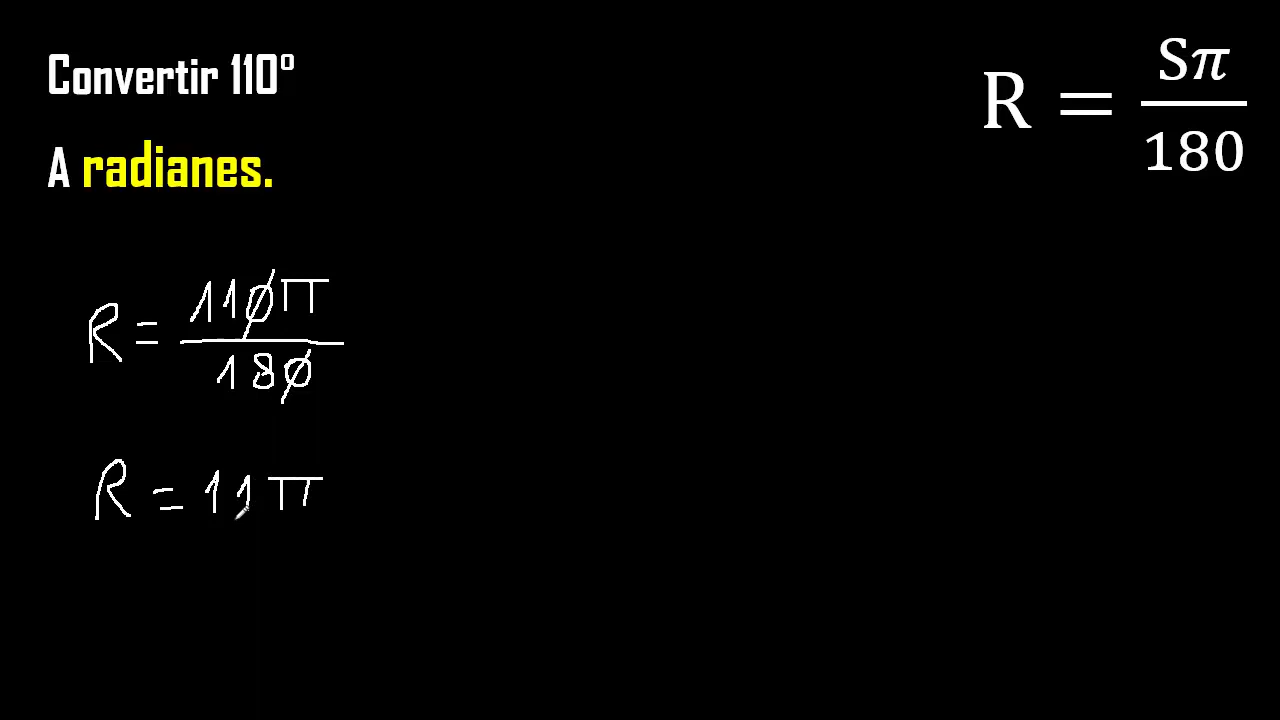 Convertir 110°
A radianes.
R = Sπ/180
R = 110π/180
R = 11π